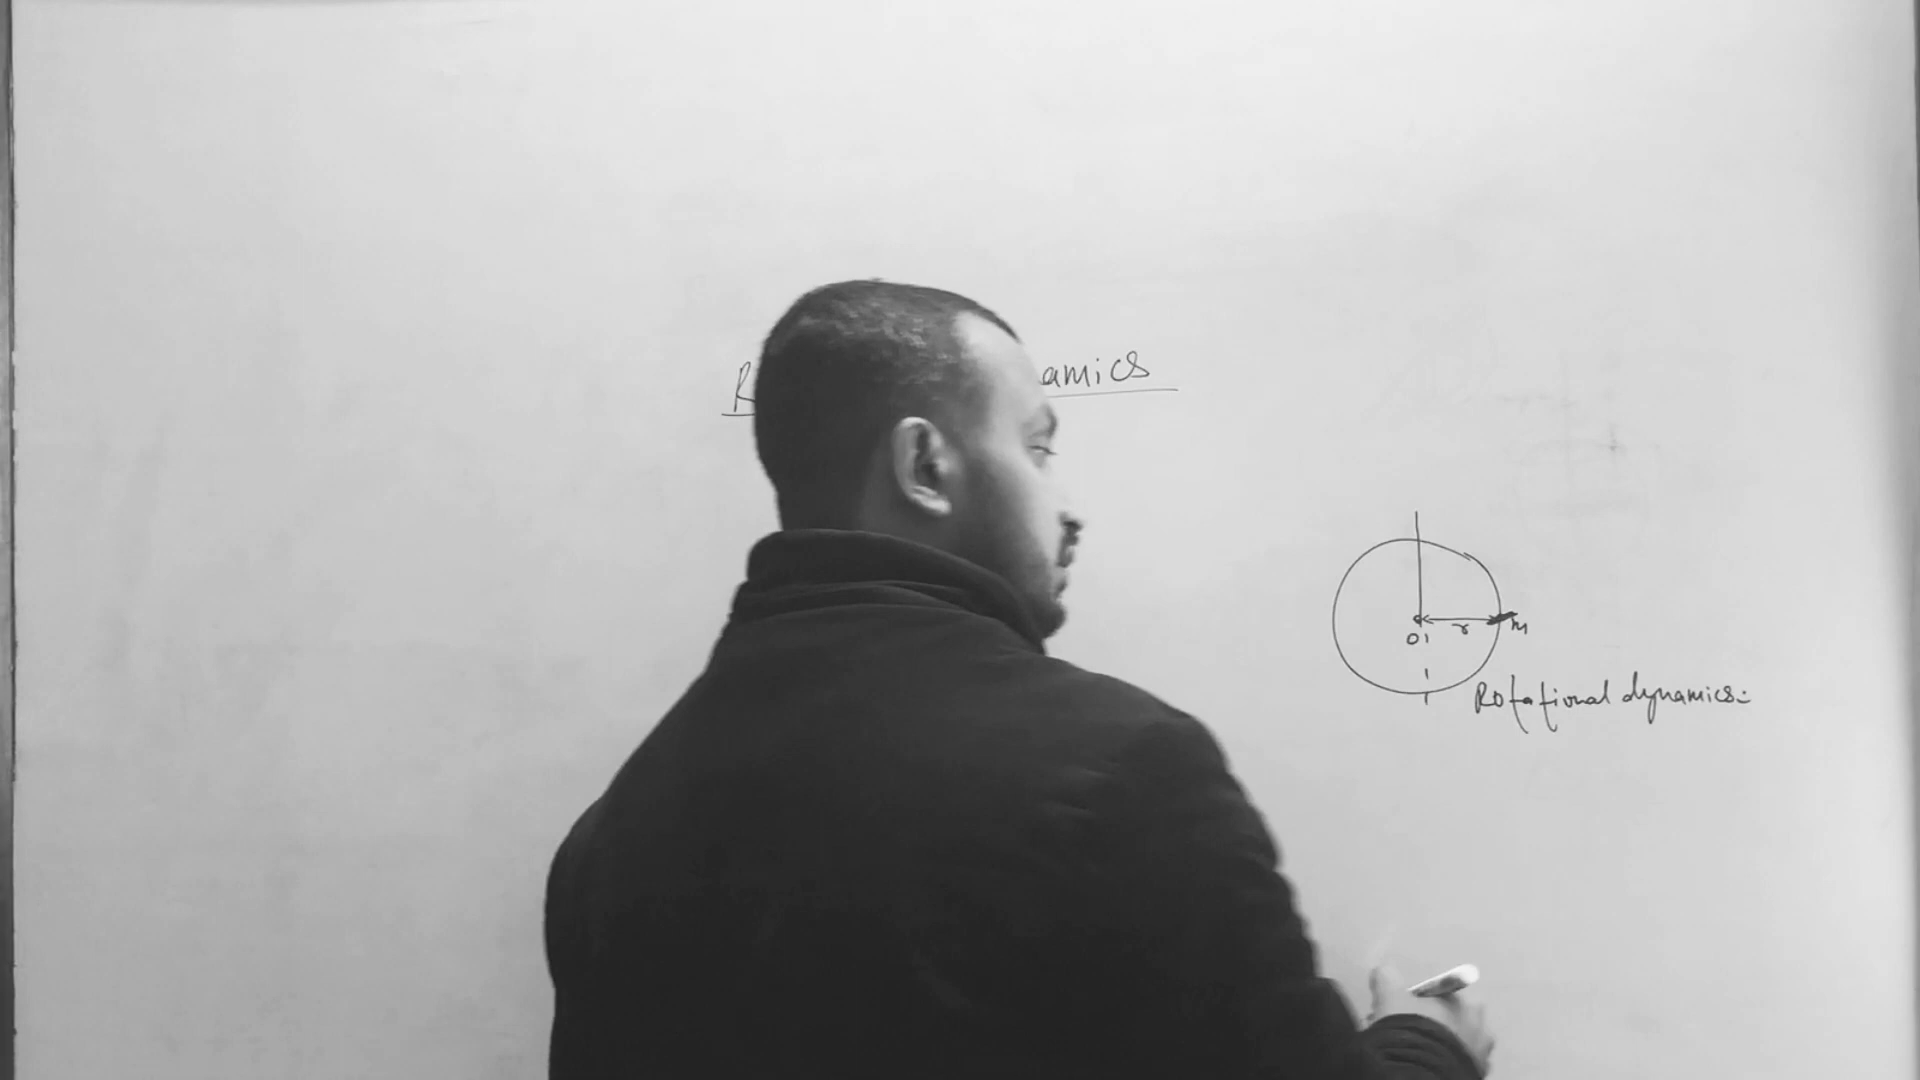 R amics
r m
O
Rotational dynamics:-